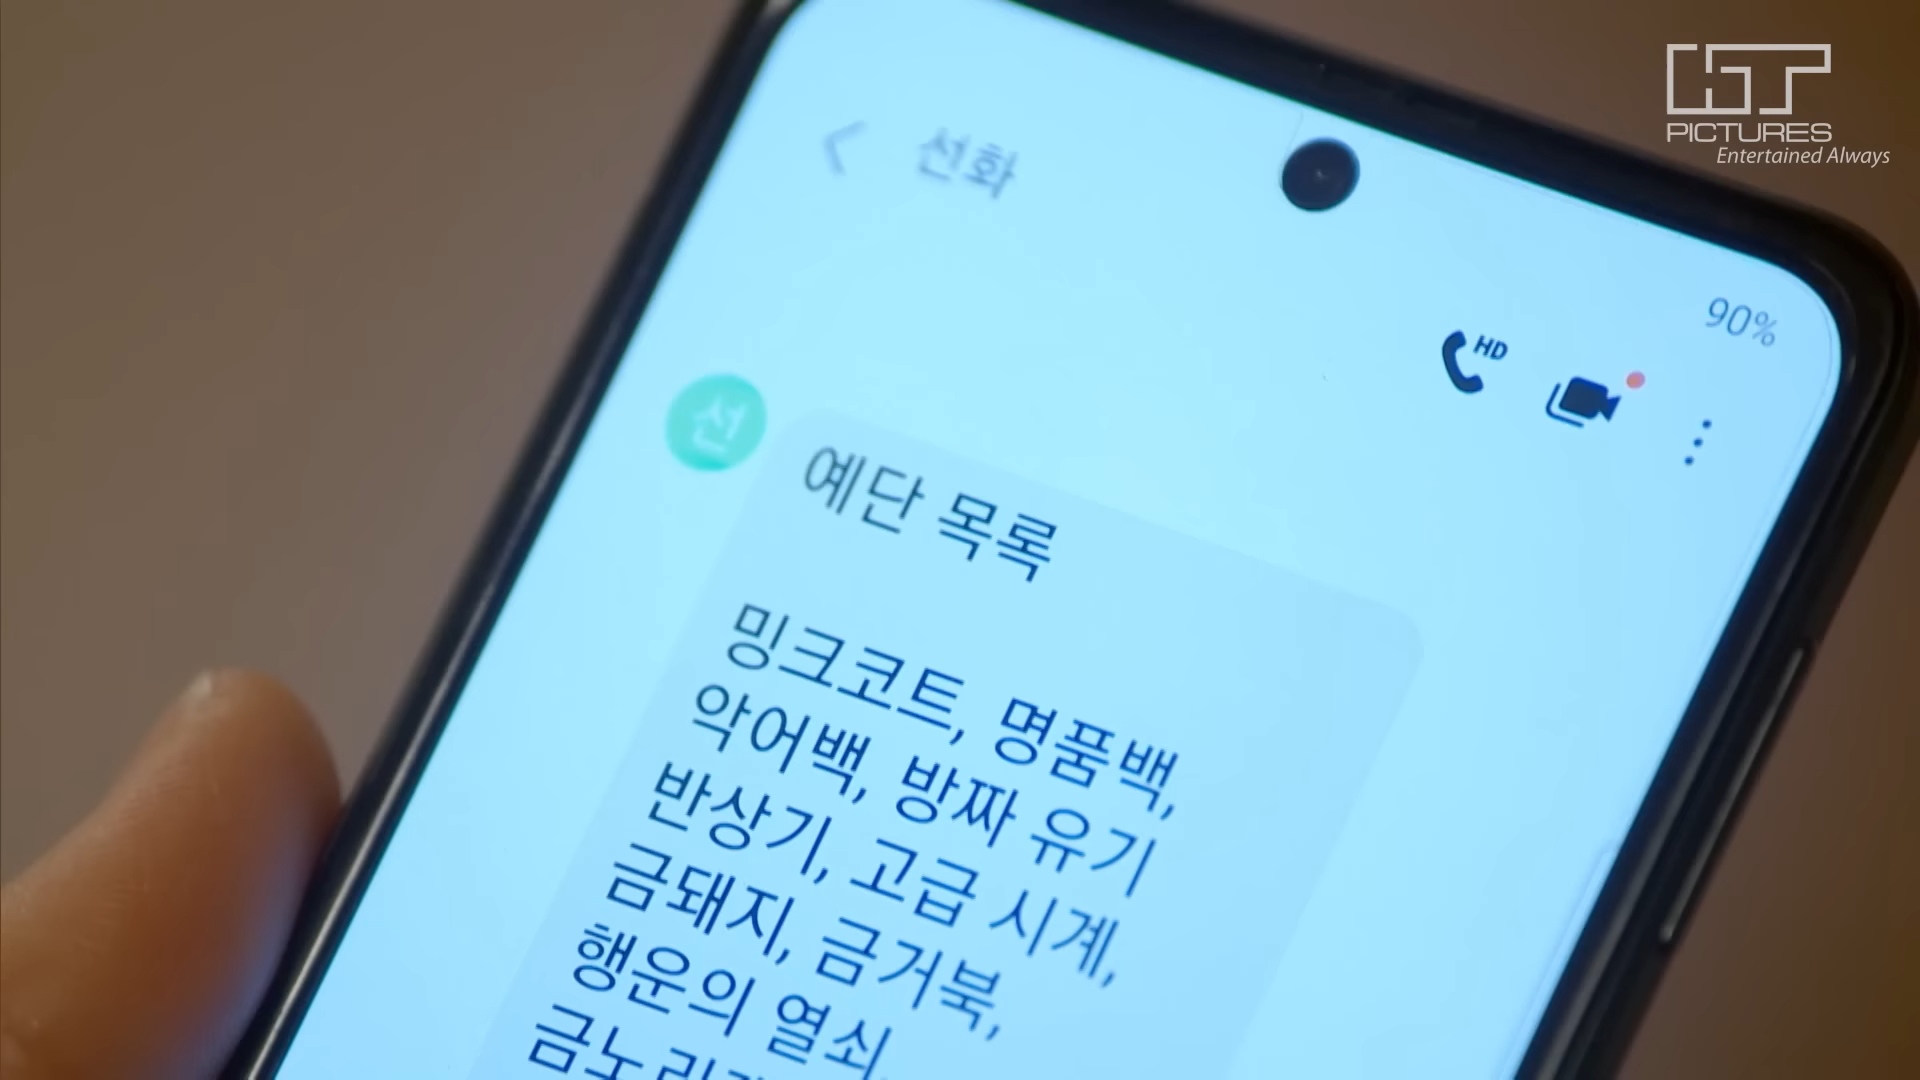 HT
PICTURES
Entertained Always
선화
90%
HD
선
예단 목록
밍크코트, 명품백,
악어백, 방짜 유기
반상기, 고급 시계,
금돼지, 금거북,
행운의 열쇠,